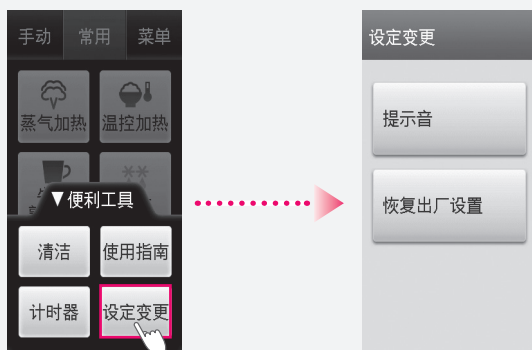 手动 常用 菜单
蒸气加热 温控加热
▼便利工具
清洁 使用指南
计时器 设定变更
设定变更
提示音
恢复出厂设置